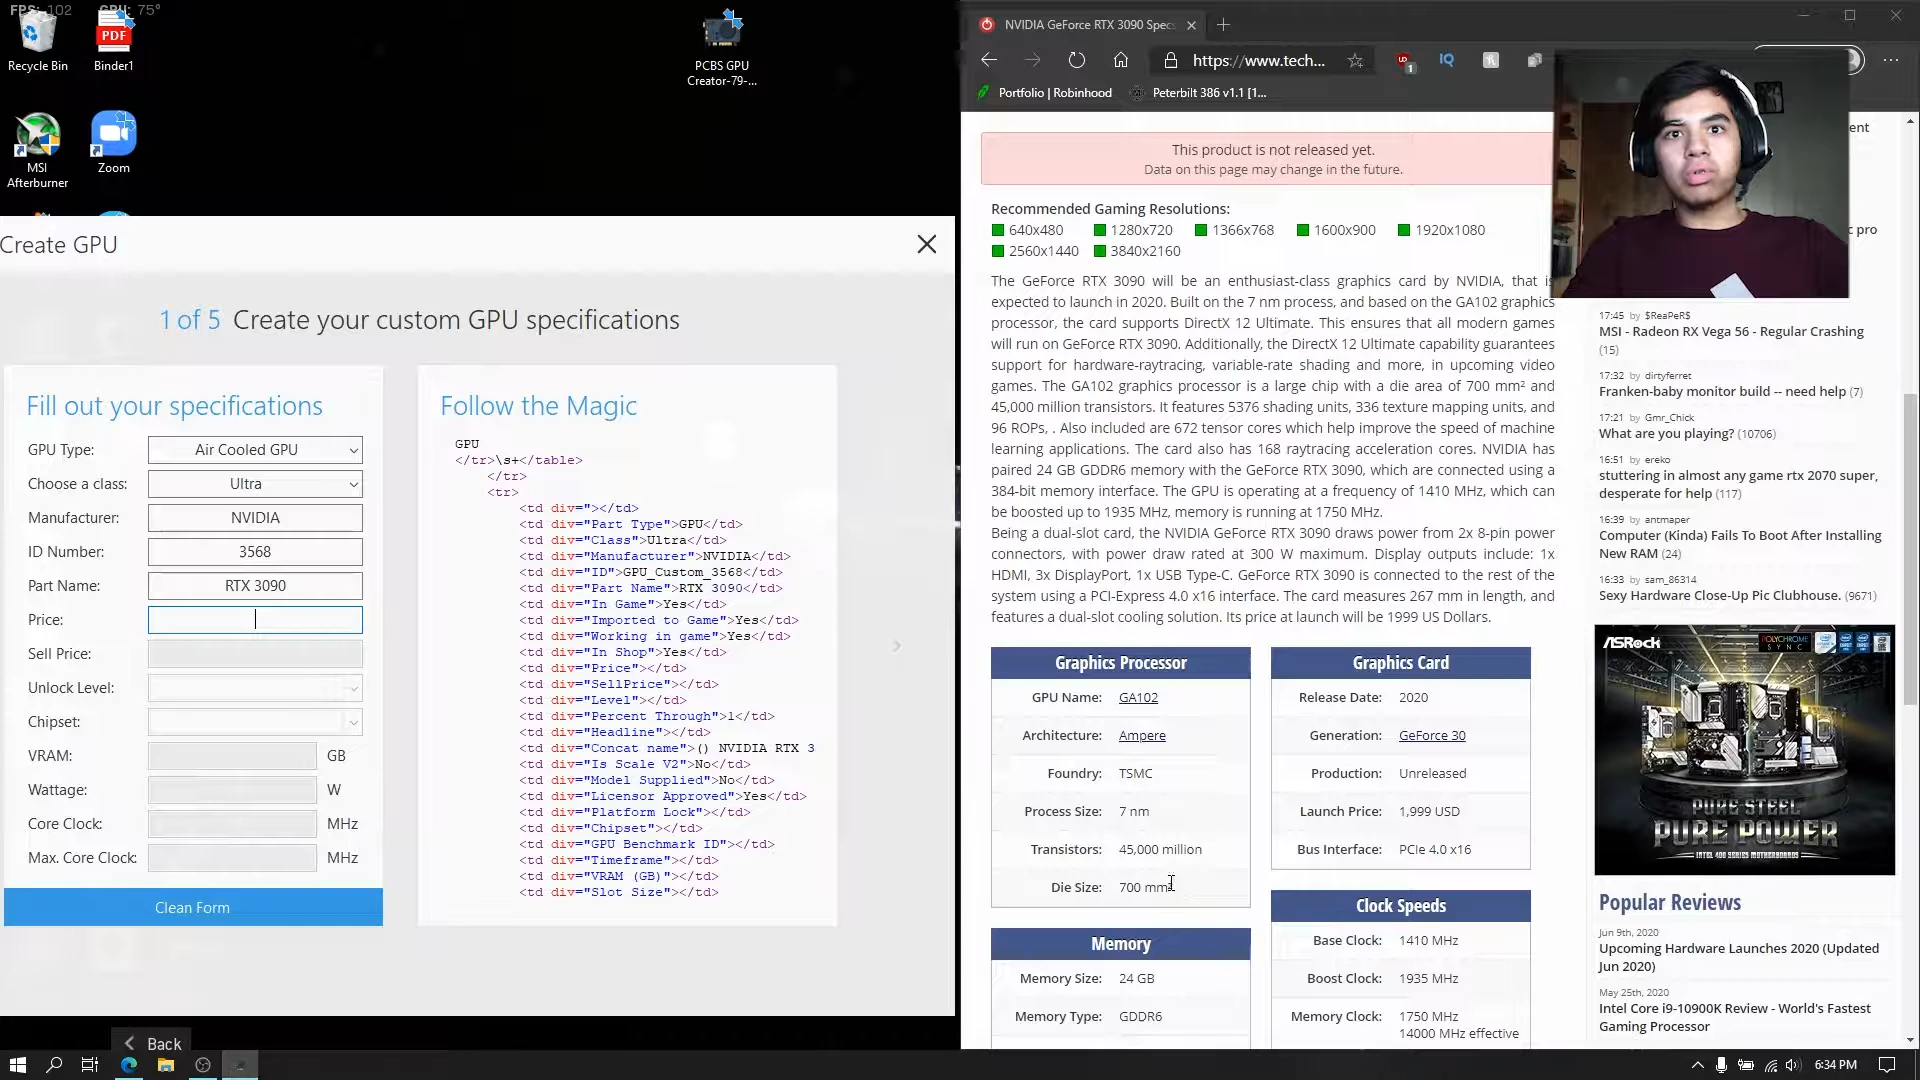 FPS: 102 GPU: 75°
Recycle Bin
Binder1
PDF
PCBS GPU
Creator-79-...
MSI
Afterburner
Zoom
Create GPU
1 of 5 Create your custom GPU specifications
Fill out your specifications
GPU Type: Air Cooled GPU
Choose a class: Ultra
Manufacturer: NVIDIA
ID Number: 3568
Part Name: RTX 3090
Price:
Sell Price:
Unlock Level:
Chipset:
VRAM: GB
Wattage: W
Core Clock: MHz
Max. Core Clock: MHz
Clean Form
Follow the Magic
GPU
</tr>\s+</table>
</tr>
<tr>
<td div="></td>
<td div="Part Type">GPU</td>
<td div="Class">Ultra</td>
<td div="Manufacturer">NVIDIA</td>
<td div="ID">GPU_Custom_3568</td>
<td div="Part Name">RTX 3090</td>
<td div="In Game">Yes</td>
<td div="Imported to Game">Yes</td>
<td div="Working in game">Yes</td>
<td div="In Shop">Yes</td>
<td div="Price"></td>
<td div="SellPrice"></td>
<td div="Level"></td>
<td div="Percent Through">1</td>
<td div="Headline"></td>
<td div="Concat name">() NVIDIA RTX 3
<td div="Is Scale V2">No</td>
<td div="Model Supplied">No</td>
<td div="Licensor Approved">Yes</td>
<td div="Platform Lock"></td>
<td div="Chipset"></td>
<td div="GPU Benchmark ID"></td>
<td div="Timeframe"></td>
<td div="VRAM (GB)"></td>
<td div="Slot Size"></td>
Back
NVIDIA GeForce RTX 3090 Specs
https://www.tech...
1
IQ
Portfolio | Robinhood
Peterbilt 386 v1.1 [1...
This product is not released yet.
Data on this page may change in the future.
Recommended Gaming Resolutions:
640x480 1280x720 1366x768 1600x900 1920x1080
2560x1440 3840x2160
The GeForce RTX 3090 will be an enthusiast-class graphics card by NVIDIA, that is
expected to launch in 2020. Built on the 7 nm process, and based on the GA102 graphics
processor, the card supports DirectX 12 Ultimate. This ensures that all modern games
will run on GeForce RTX 3090. Additionally, the DirectX 12 Ultimate capability guarantees
support for hardware-raytracing, variable-rate shading and more, in upcoming video
games. The GA102 graphics processor is a large chip with a die area of 700 mm² and
45,000 million transistors. It features 5376 shading units, 336 texture mapping units, and
96 ROPs, . Also included are 672 tensor cores which help improve the speed of machine
learning applications. The card also has 168 raytracing acceleration cores. NVIDIA has
paired 24 GB GDDR6 memory with the GeForce RTX 3090, which are connected using a
384-bit memory interface. The GPU is operating at a frequency of 1410 MHz, which can
be boosted up to 1935 MHz, memory is running at 1750 MHz.
Being a dual-slot card, the NVIDIA GeForce RTX 3090 draws power from 2x 8-pin power
connectors, with power draw rated at 300 W maximum. Display outputs include: 1x
HDMI, 3x DisplayPort, 1x USB Type-C. GeForce RTX 3090 is connected to the rest of the
system using a PCI-Express 4.0 x16 interface. The card measures 267 mm in length, and
features a dual-slot cooling solution. Its price at launch will be 1999 US Dollars.
Graphics Processor
GPU Name: GA102
Architecture: Ampere
Foundry: TSMC
Process Size: 7 nm
Transistors: 45,000 million
Die Size: 700 mm²
Memory
Memory Size: 24 GB
Memory Type: GDDR6
Graphics Card
Release Date: 2020
Generation: GeForce 30
Production: Unreleased
Launch Price: 1,999 USD
Bus Interface: PCIe 4.0 x16
Clock Speeds
Base Clock: 1410 MHz
Boost Clock: 1935 MHz
Memory Clock: 1750 MHz
14000 MHz effective
ent
c pro
17:45 by $ReaPeR$
MSI - Radeon RX Vega 56 - Regular Crashing
(15)
17:32 by dirtyferret
Franken-baby monitor build -- need help (7)
17:21 by Gmr_Chick
What are you playing? (10706)
16:51 by ereko
stuttering in almost any game rtx 2070 super,
desperate for help (117)
16:39 by antmaper
Computer (Kinda) Fails To Boot After Installing
New RAM (24)
16:33 by sam_86314
Sexy Hardware Close-Up Pic Clubhouse. (9671)
ASRock
POLYCHROME
SYNC
PURE STEEL
PURE POWER
INTEL 400 SERIES MOTHERBOARDS
Popular Reviews
Jun 9th, 2020
Upcoming Hardware Launches 2020 (Updated
Jun 2020)
May 25th, 2020
Intel Core i9-10900K Review - World's Fastest
Gaming Processor
6:34 PM